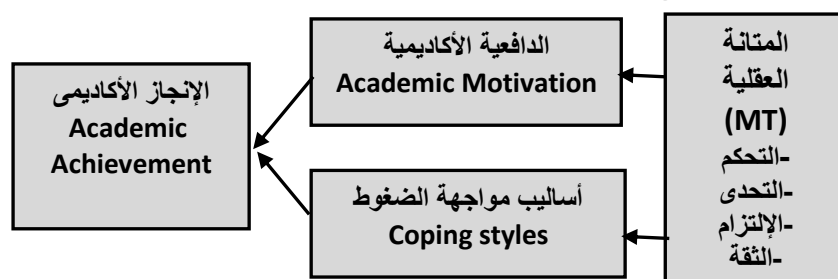 المتانة
العقلية
(MT)
-التحكم
-التحدى
-الإلتزام
-الثقة
الدافعية الأكاديمية
Academic Motivation
أساليب مواجهة الضغوط
Coping styles
الإنجاز الأكاديمى
Academic
Achievement